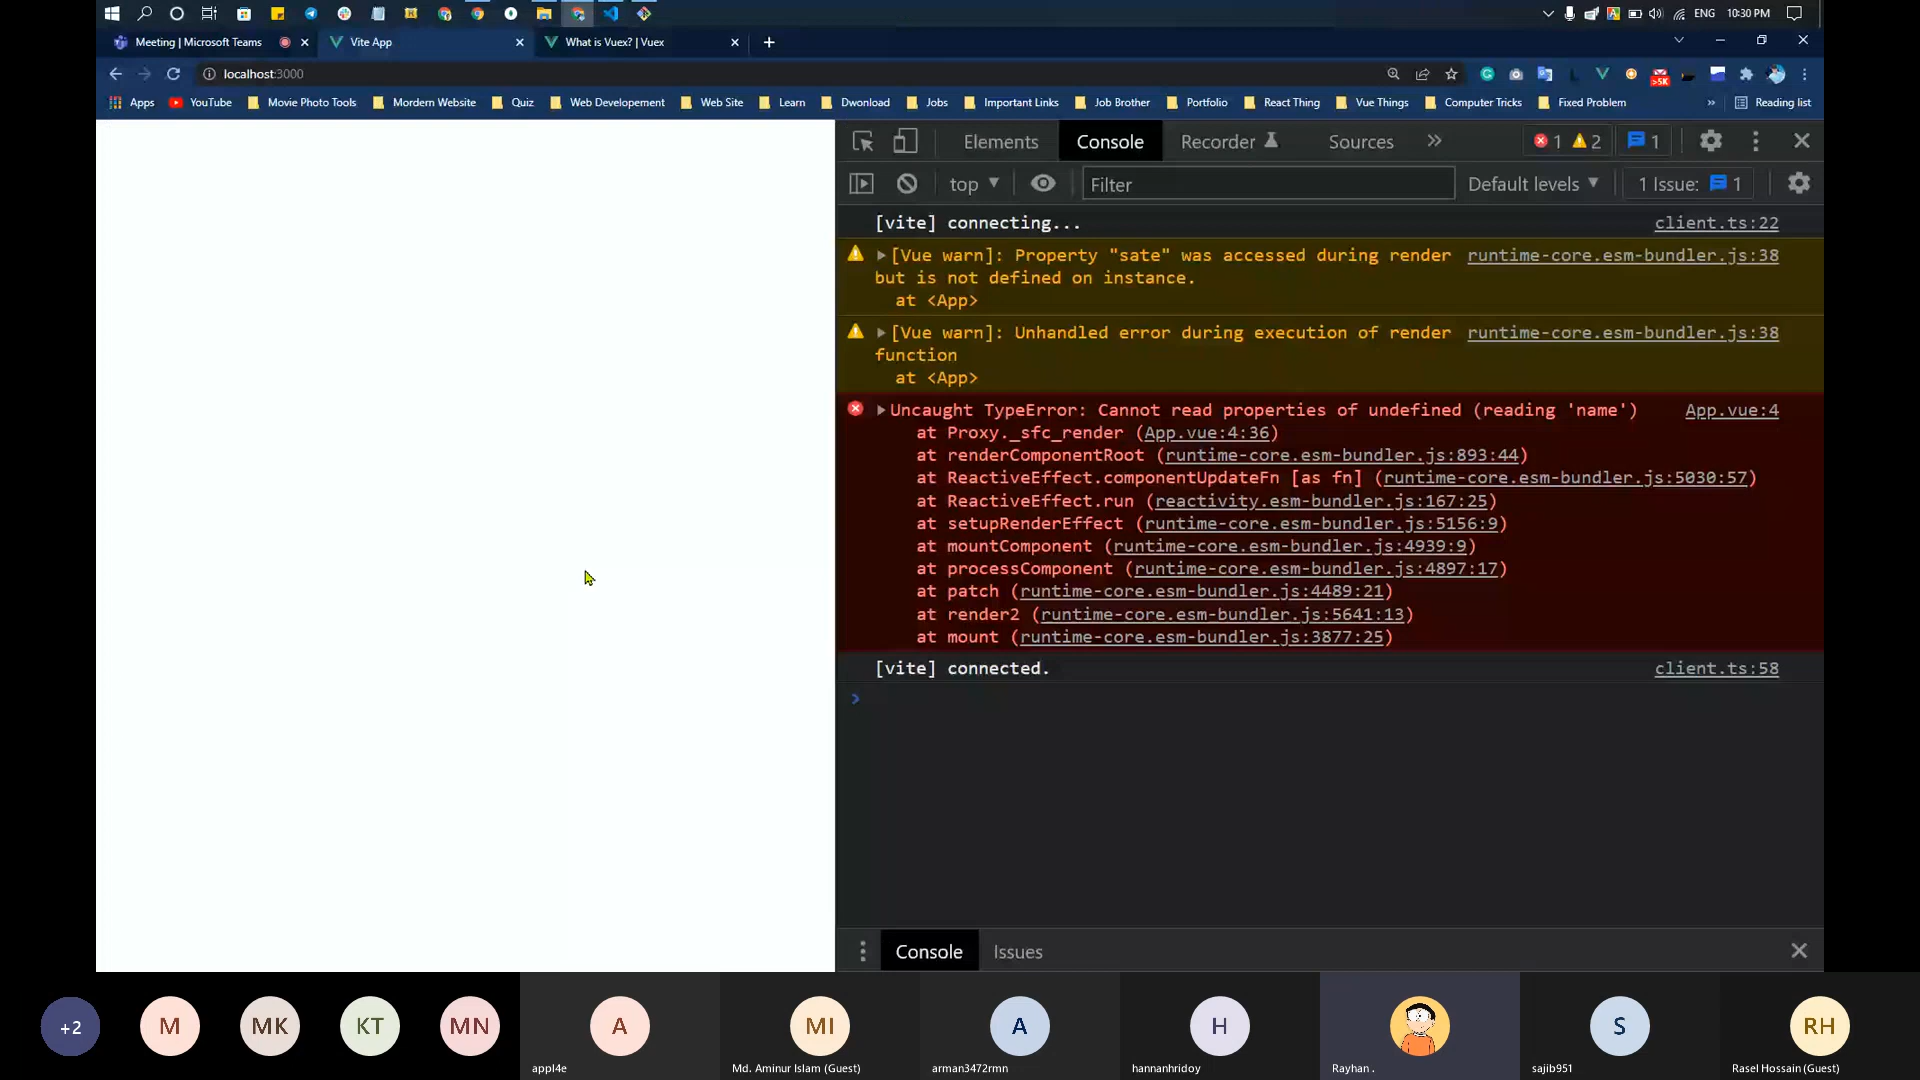 ENG 10:30 PM
Meeting | Microsoft Teams
Vite App
What is Vuex? | Vuex
localhost:3000
>5K
Apps YouTube Movie Photo Tools Mordern Website Quiz Web Developement Web Site Learn Dwonload Jobs Important Links Job Brother Portfolio React Thing Vue Things Computer Tricks Fixed Problem » Reading list
Elements Console Recorder Sources 1 2 1
top Filter Default levels 1 Issue: 1
[vite] connecting... client.ts:22
[Vue warn]: Property "sate" was accessed during render runtime-core.esm-bundler.js:38
but is not defined on instance.
at <App>
[Vue warn]: Unhandled error during execution of render runtime-core.esm-bundler.js:38
function
at <App>
Uncaught TypeError: Cannot read properties of undefined (reading 'name') App.vue:4
at Proxy._sfc_render (App.vue:4:36)
at renderComponentRoot (runtime-core.esm-bundler.js:893:44)
at ReactiveEffect.componentUpdateFn [as fn] (runtime-core.esm-bundler.js:5030:57)
at ReactiveEffect.run (reactivity.esm-bundler.js:167:25)
at setupRenderEffect (runtime-core.esm-bundler.js:5156:9)
at mountComponent (runtime-core.esm-bundler.js:4939:9)
at processComponent (runtime-core.esm-bundler.js:4897:17)
at patch (runtime-core.esm-bundler.js:4489:21)
at render2 (runtime-core.esm-bundler.js:5641:13)
at mount (runtime-core.esm-bundler.js:3877:25)
[vite] connected. client.ts:58
Console Issues
+2 M MK KT MN A MI A H S RH
appl4e Md. Aminur Islam (Guest) arman3472rmn hannanhridoy Rayhan . sajib951 Rasel Hossain (Guest)